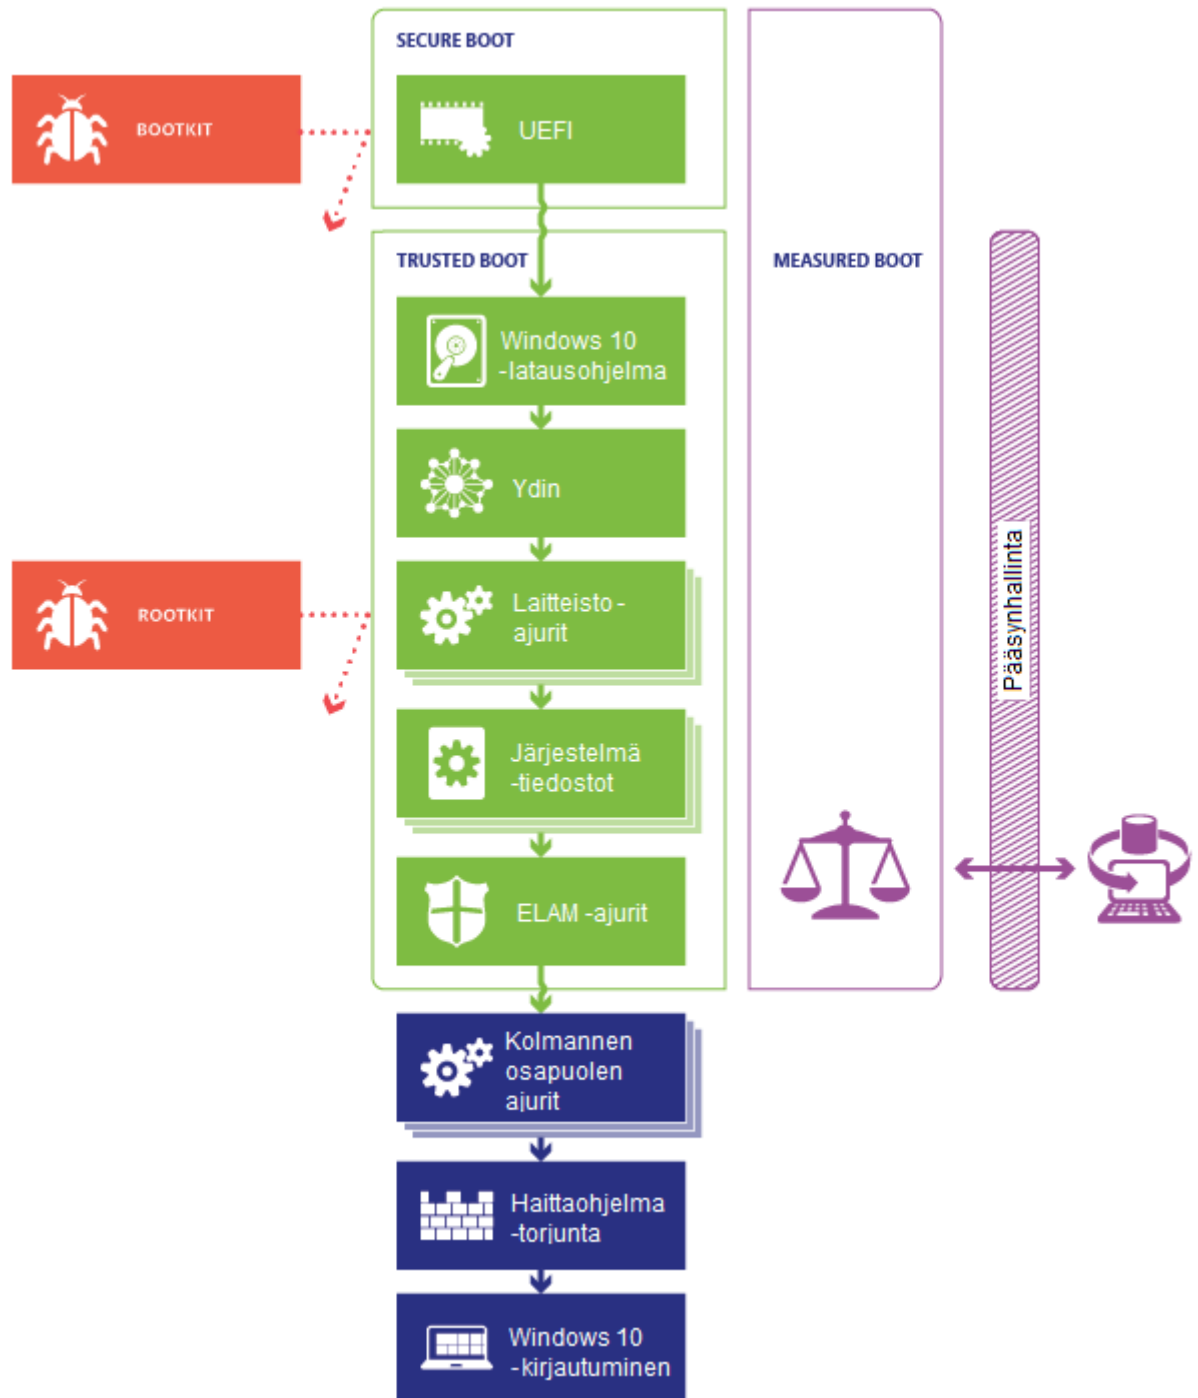 SECURE BOOT
BOOTKIT
UEFI
TRUSTED BOOT
MEASURED BOOT
Windows 10
-latausohjelma
Ydin
ROOTKIT
Laitteisto -
ajurit
Pääsynhallinta
Järjestelmä
-tiedostot
ELAM -ajurit
Kolmannen
osapuolen
ajurit
Haittaohjelma
-torjunta
Windows 10
-kirjautuminen